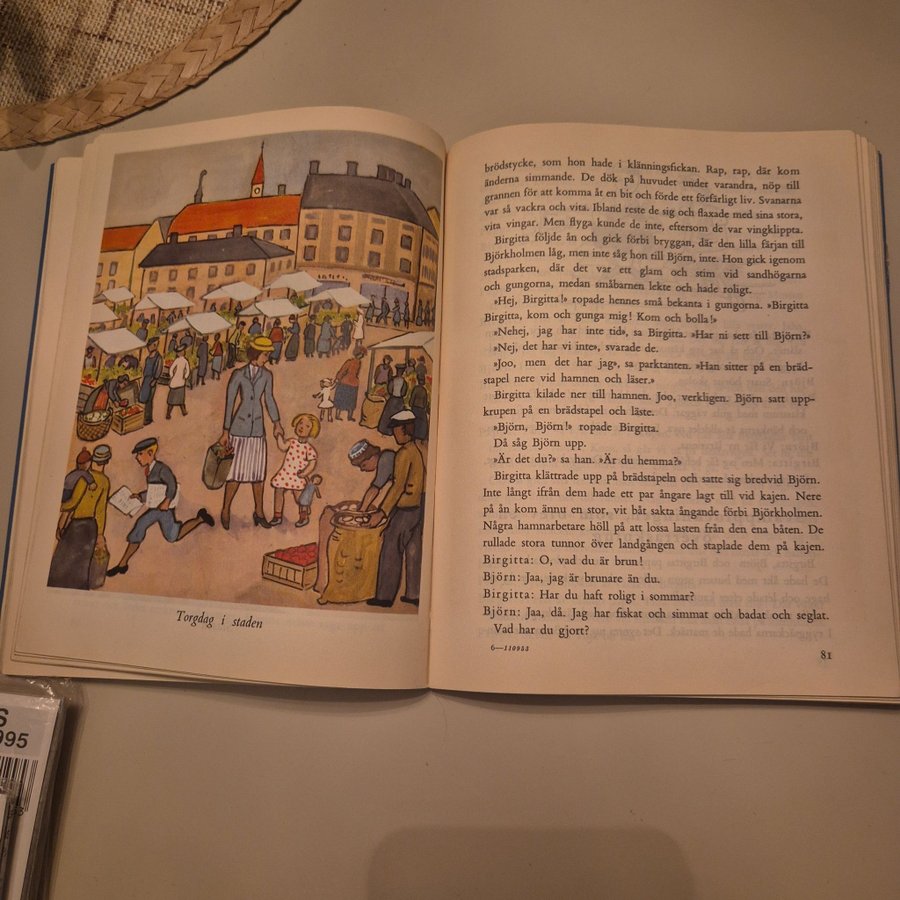 Torgdag i staden
brödstycke, som hon hade i klänningsfickan. Rap, rap, där kom
änderna simmande. De dök på huvudet under varandra, nöp till
grannen för att komma åt en bit och förde ett förfärligt liv. Svanarna
var så vackra och vita. Ibland reste de sig och flaxade med sina stora,
vita vingar. Men flyga kunde de inte, eftersom de var vingklippta.
Birgitta följde ån och gick förbi bryggan, där den lilla färjan till
Björkholmen låg, men inte såg hon till Björn, inte. Hon gick igenom
stadsparken, där det var ett glam och stim vid sandhögarna
och gungorna, medan småbarnen lekte och hade roligt.
»Hej, Birgitta!» ropade hennes små bekanta i gungorna. »Birgitta
Birgitta, kom och gunga mig! Kom och bolla!»
»Nehej, jag har inte tid», sa Birgitta. »Har ni sett till Björn?»
»Nej, det har vi inte», svarade de.
»Joo, men det har jag», sa parktanten. »Han sitter på en bräd-
stapel nere vid hamnen och läser.»
Birgitta kilade ner till hamnen. Joo, verkligen. Björn satt upp-
krupen på en brädstapel och läste.
»Björn, Björn!» ropade Birgitta.
Då såg Björn upp.
»Är det du?» sa han. »Är du hemma?»
Birgitta klättrade upp på brädstapeln och satte sig bredvid Björn.
Inte långt ifrån dem hade ett par ångare lagt till vid kajen. Nere
på ån kom ännu en stor, vit båt sakta ångande förbi Björkholmen.
Några hamnarbetare höll på att lossa lasten från den ena båten. De
rullade stora tunnor över landgången och staplade dem på kajen.
Birgitta: O, vad du är brun!
Björn: Jaa, jag är brunare än du.
Birgitta: Har du haft roligt i sommar?
Björn: Jaa, då. Jag har fiskat och simmat och badat och seglat.
Vad har du gjort?
6—110953
81
S
995